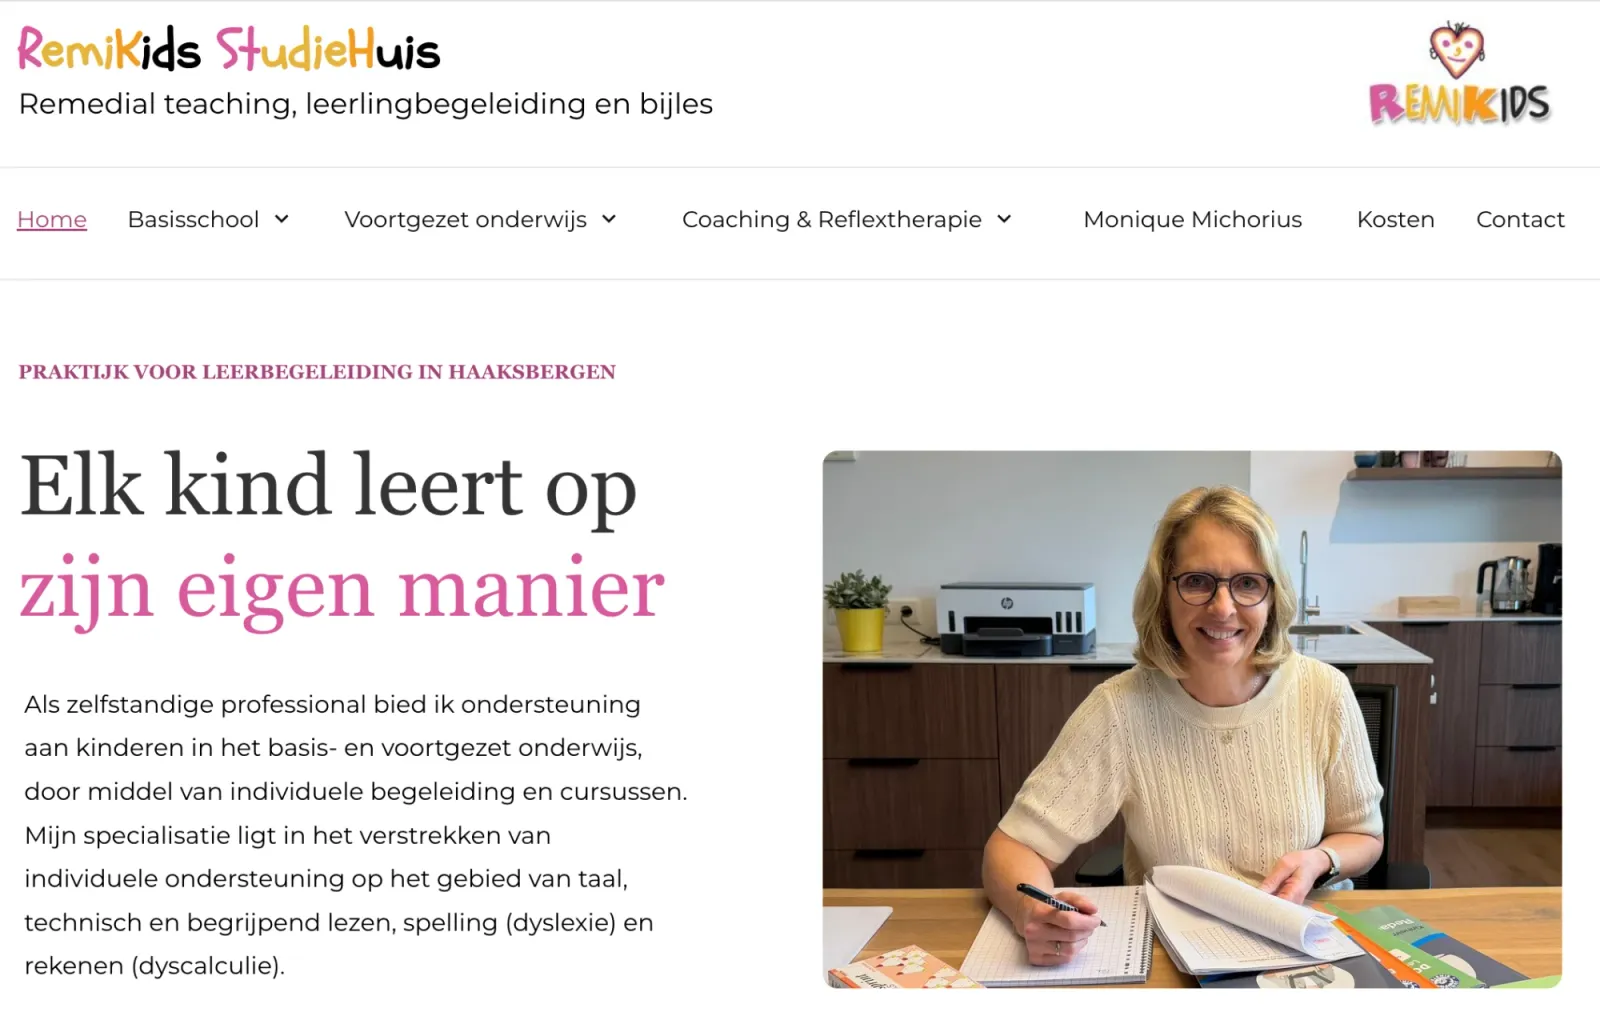 RemiKids StudieHuis
Remedial teaching, leerlingbegeleiding en bijles
REMIKIDS
Home Basisschool Voortgezet onderwijs Coaching & Reflextherapie Monique Michorius Kosten Contact
PRAKTIJK VOOR LEERBEGELEIDING IN HAAKSBERGEN
Elk kind leert op
zijn eigen manier
Als zelfstandige professional bied ik ondersteuning
aan kinderen in het basis- en voortgezet onderwijs,
door middel van individuele begeleiding en cursussen.
Mijn specialisatie ligt in het verstrekken van
individuele ondersteuning op het gebied van taal,
technisch en begrijpend lezen, spelling (dyslexie) en
rekenen (dyscalculie).
hp